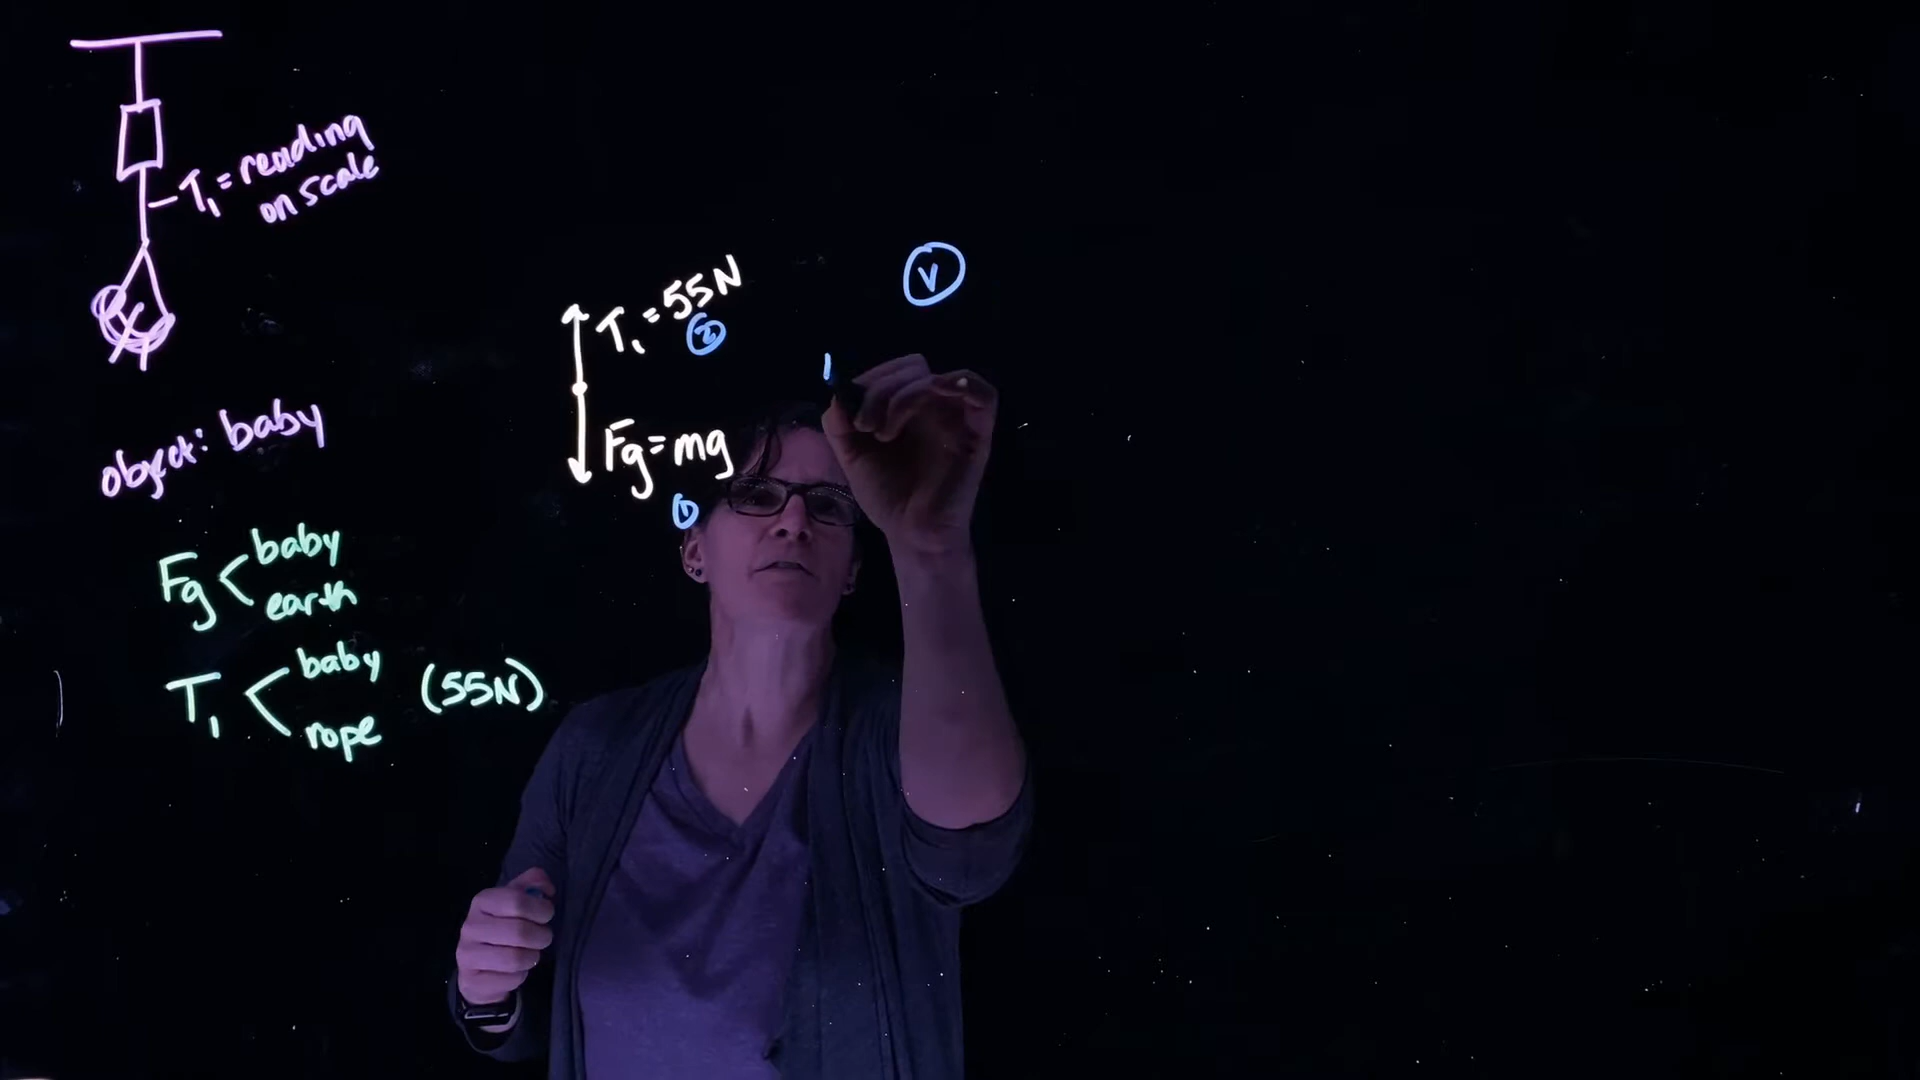 T₁ = reading
on scale
T₁ = 55N
②
V
Fg = mg
①
object: baby
Fg < baby
earth
T₁ < baby
rope
(55N)